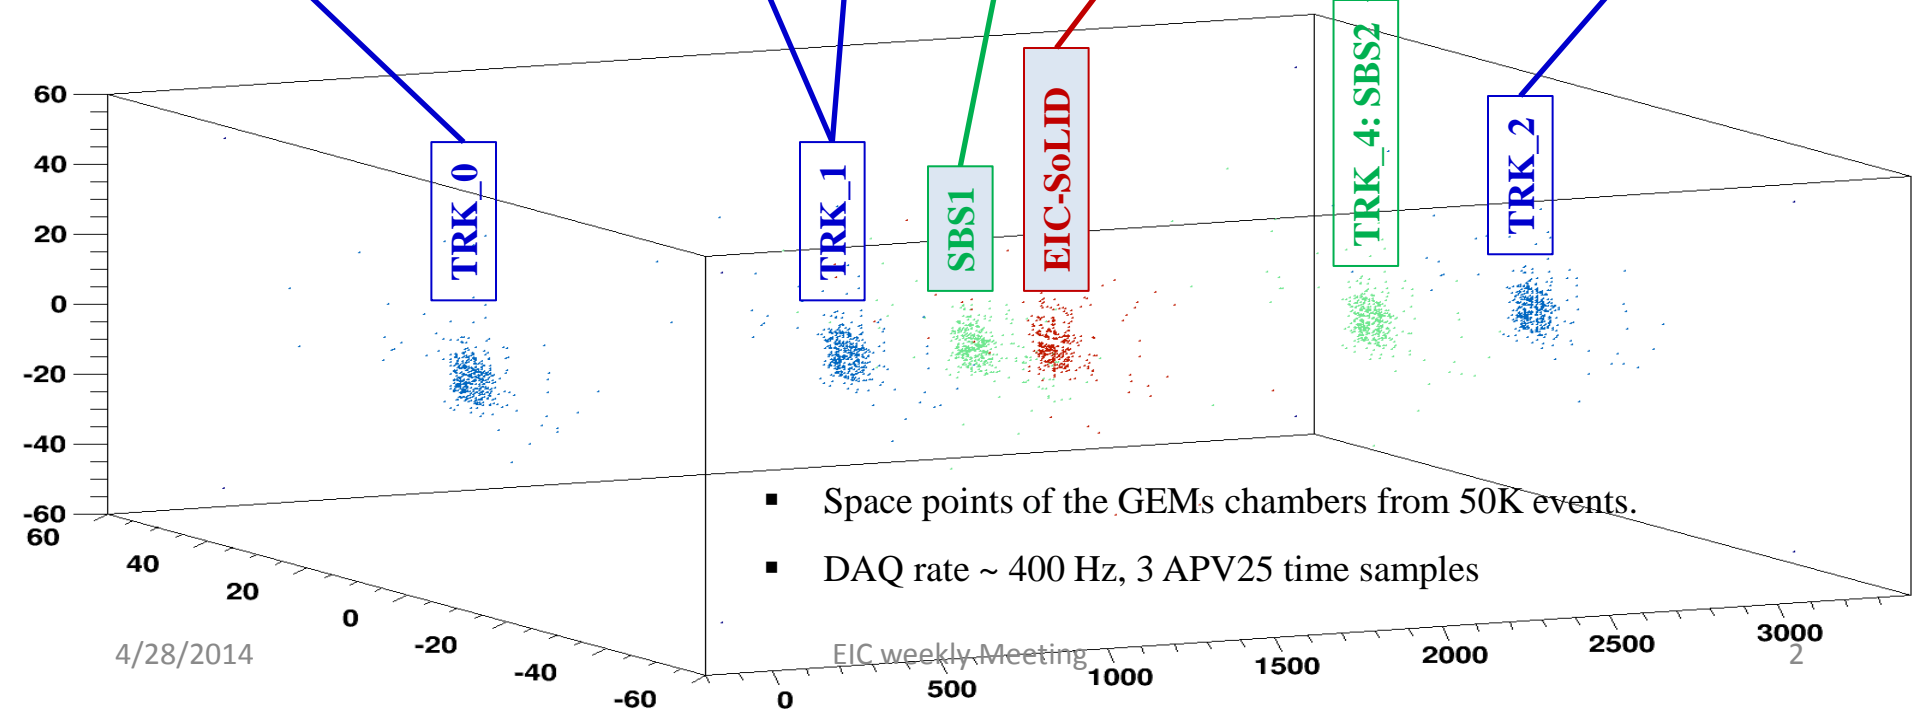 TRK_0
TRK_1
SBS1
EIC-SoLID
TRK_4: SBS2
TRK_2
60
40
20
0
-20
-40
-60
60
40
20
0
-20
-40
-60
0
500
1000
1500
2000
2500
3000
▪ Space points of the GEMs chambers from 50K events.
▪ DAQ rate ~ 400 Hz, 3 APV25 time samples
4/28/2014
EIC weekly Meeting
2